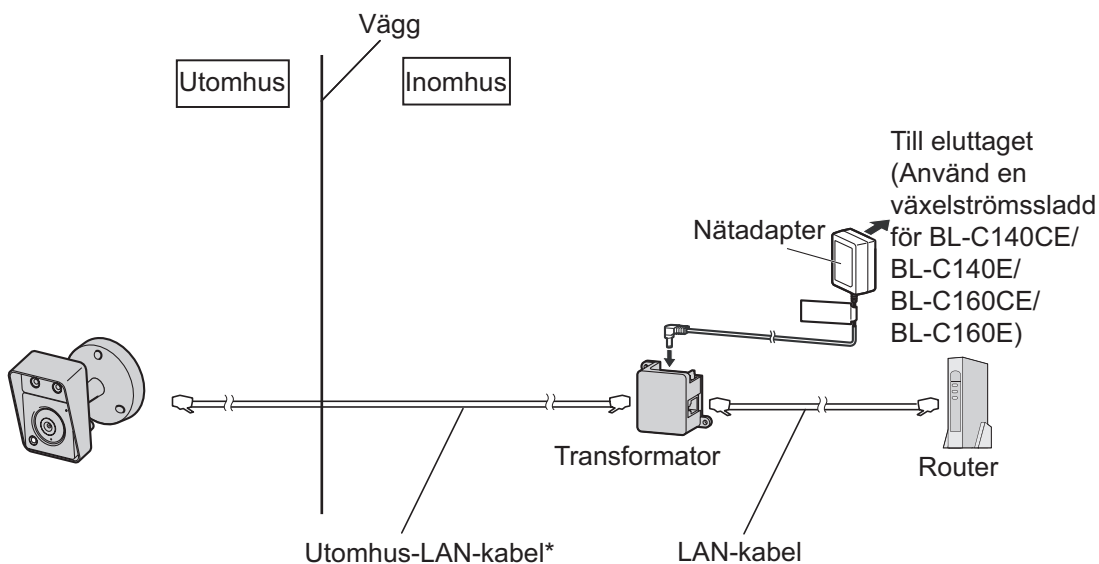 Vägg
Utomhus
Inomhus
Till eluttaget
(Använd en
växelströmssladd
för BL-C140CE/
BL-C140E/
BL-C160CE/
BL-C160E)
Nätadapter
Transformator
Router
Utomhus-LAN-kabel*
LAN-kabel